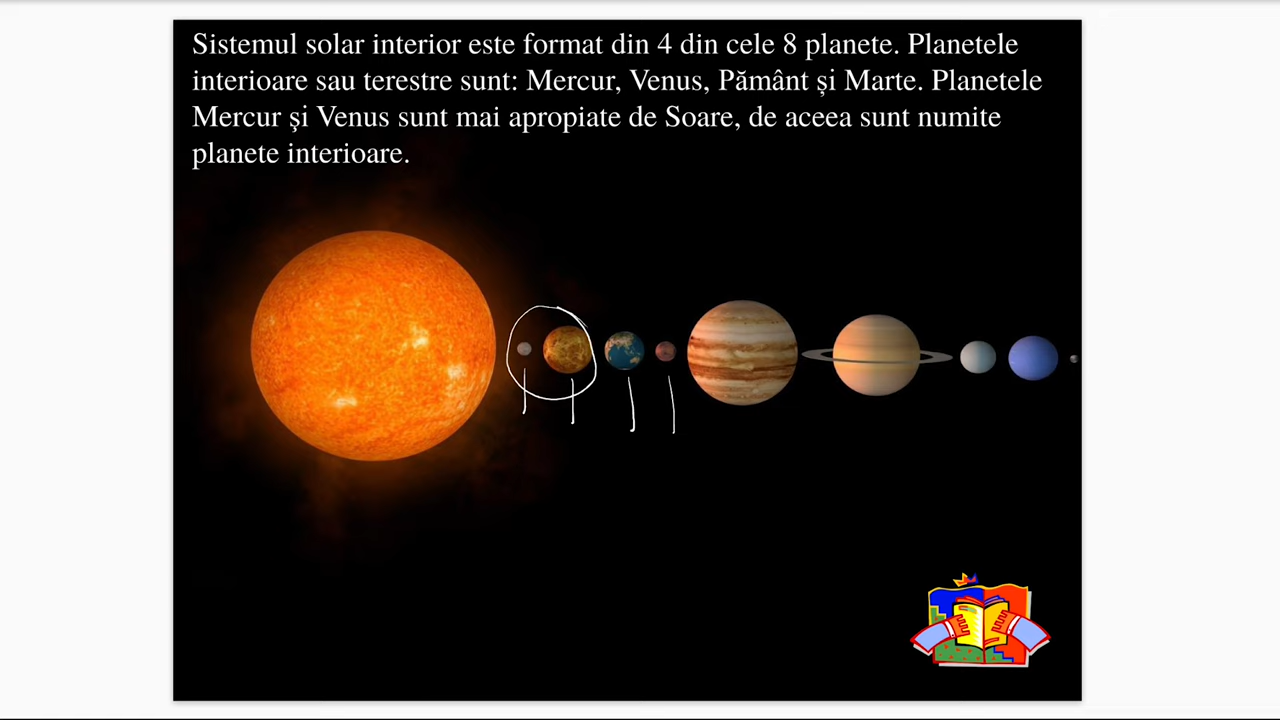 Sistemul solar interior este format din 4 din cele 8 planete. Planetele
interioare sau terestre sunt: Mercur, Venus, Pământ și Marte. Planetele
Mercur şi Venus sunt mai apropiate de Soare, de aceea sunt numite
planete interioare.